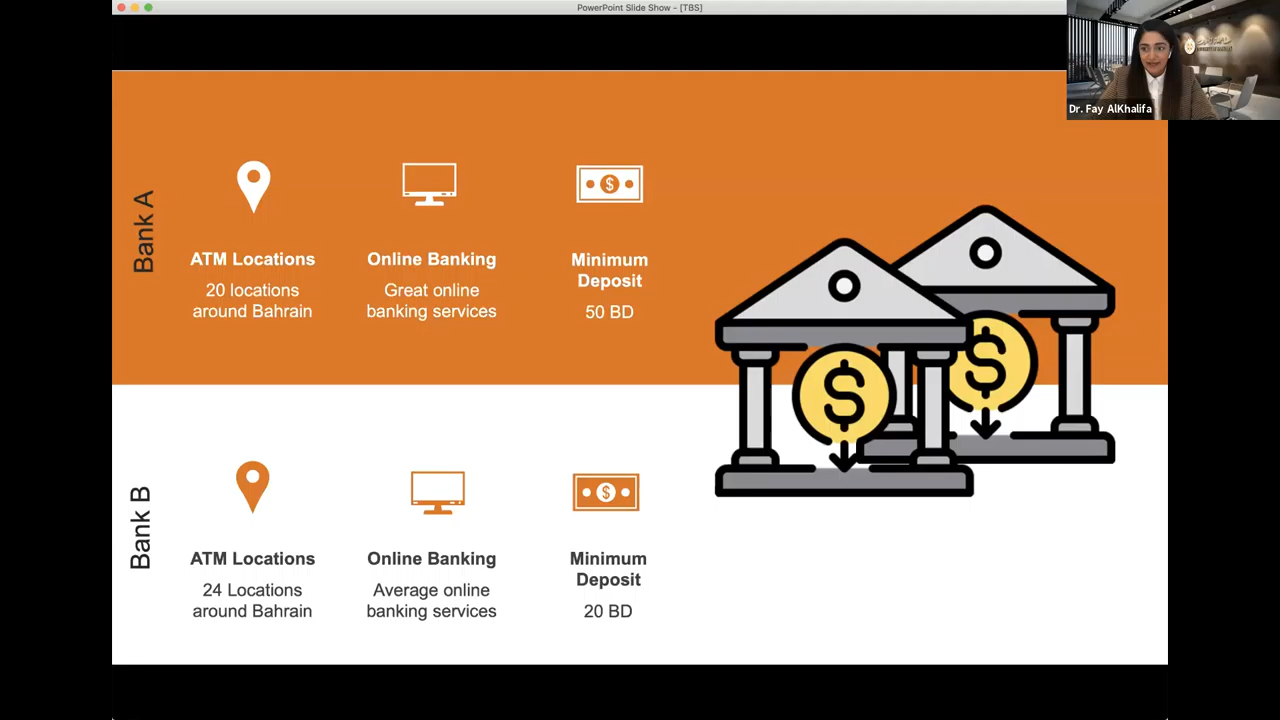 PowerPoint Slide Show - [TBS]
Dr. Fay AlKhalifa
Bank A
ATM Locations
20 locations
around Bahrain
Online Banking
Great online
banking services
Minimum
Deposit
50 BD
Bank B
ATM Locations
24 Locations
around Bahrain
Online Banking
Average online
banking services
Minimum
Deposit
20 BD